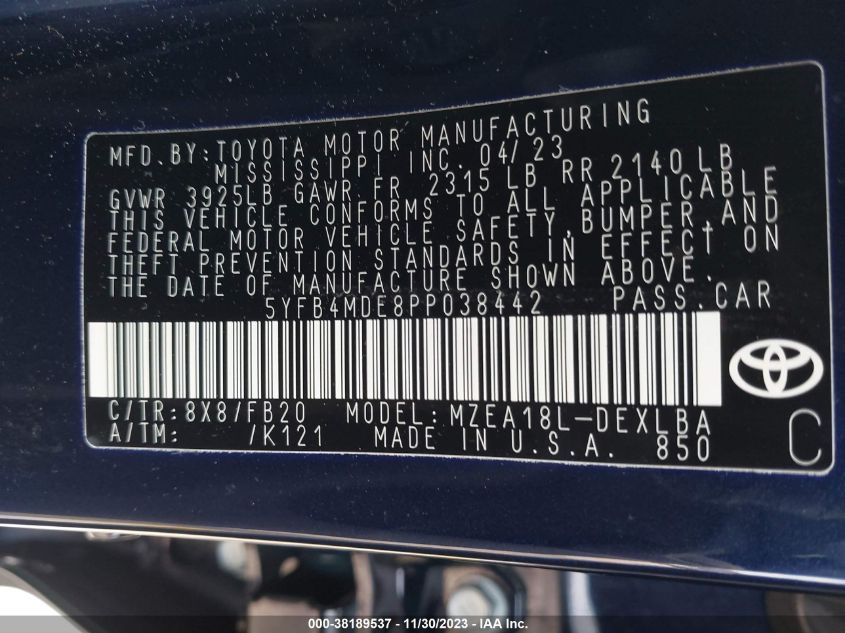 MFD. BY: TOYOTA MOTOR MANUFACTURING
MISSISSIPPI, INC. 04/23
GVWR 3925LB GAWR FR 2315 LB RR 2140 LB
THIS VEHICLE CONFORMS TO ALL APPLICABLE
FEDERAL MOTOR VEHICLE SAFETY, BUMPER, AND
THEFT PREVENTION STANDARDS IN EFFECT ON
THE DATE OF MANUFACTURE SHOWN ABOVE.
5YFB4MDE8PP038442 PASS. CAR
C/TR: 8X8/FB20 MODEL: MZEA18L-DEXLBA
A/TM: /K121 MADE IN U.S.A. 850
C
000-38189537 - 11/30/2023 - IAAI.com